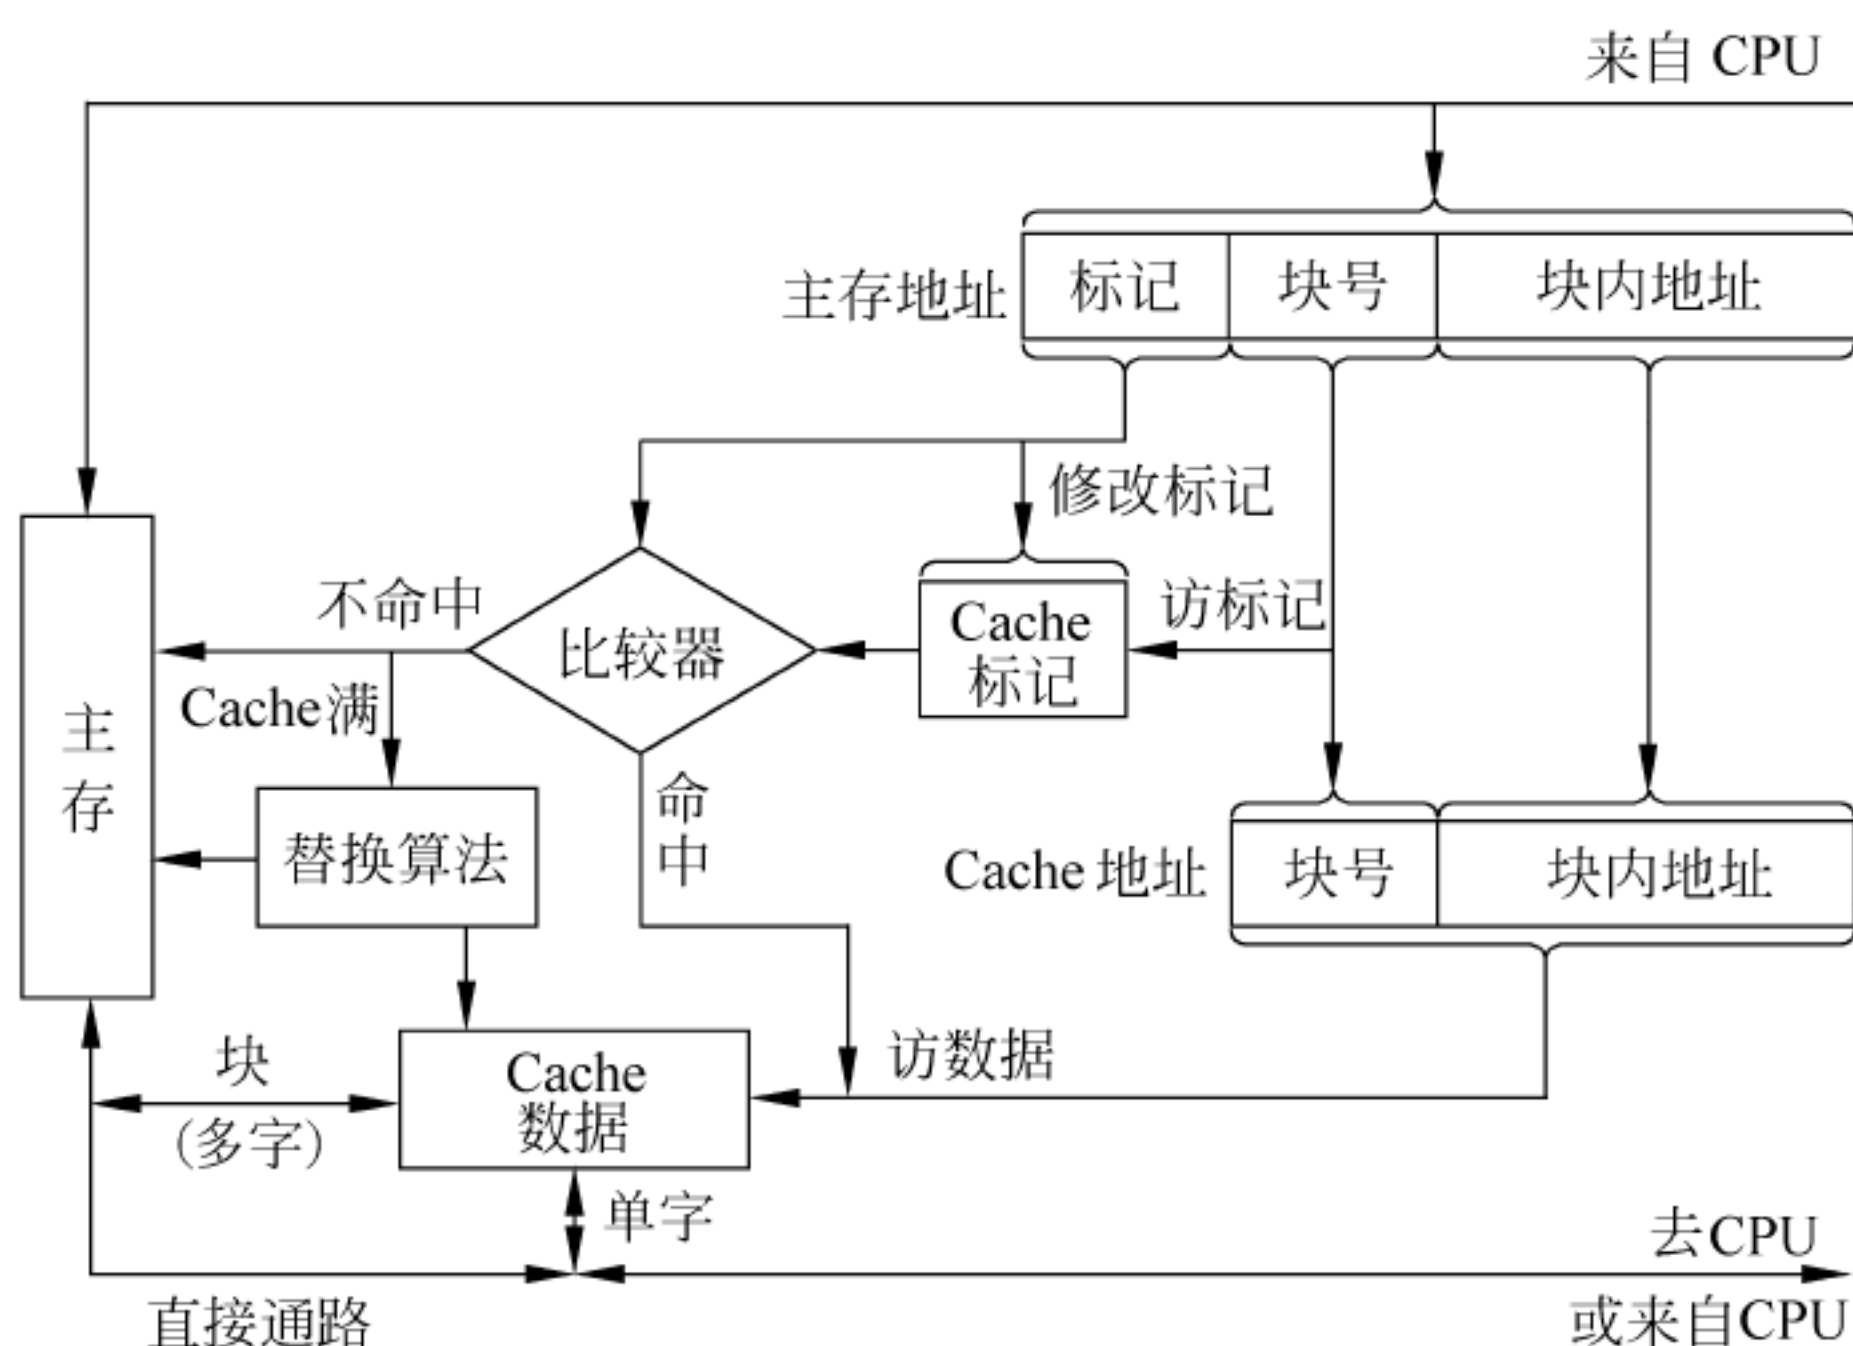 来自 CPU
主存地址
标记
块号
块内地址
修改标记
不命中
比较器
Cache
标记
访标记
Cache满
主
存
命
中
替换算法
Cache 地址
块号
块内地址
块
(多字)
Cache
数据
访数据
单字
去CPU
直接通路
或来自CPU